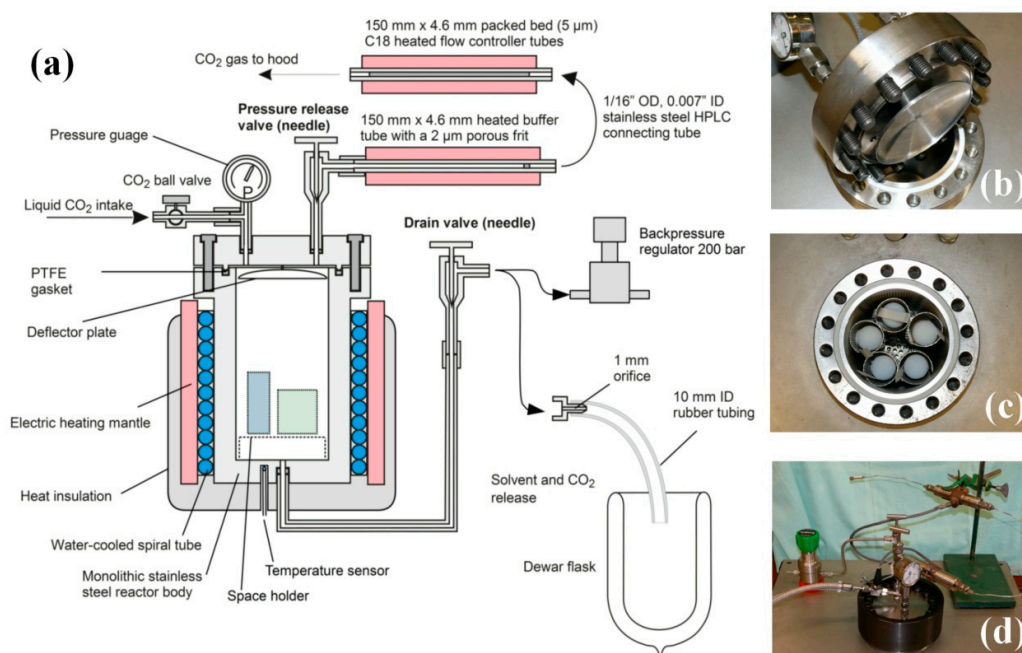 (a)
150 mm x 4.6 mm packed bed (5 µm)
C18 heated flow controller tubes
CO2 gas to hood
Pressure release
valve (needle)
150 mm x 4.6 mm heated buffer
tube with a 2 µm porous frit
1/16” OD, 0.007” ID
stainless steel HPLC
connecting tube
Pressure guage
P
CO2 ball valve
Liquid CO2 intake
Drain valve (needle)
Backpressure
regulator 200 bar
PTFE
gasket
Deflector plate
1 mm
orifice
10 mm ID
rubber tubing
Electric heating mantle
Heat insulation
Solvent and CO2
release
Water-cooled spiral tube
Monolithic stainless
steel reactor body
Temperature sensor
Space holder
Dewar flask
(b)
(c)
(d)